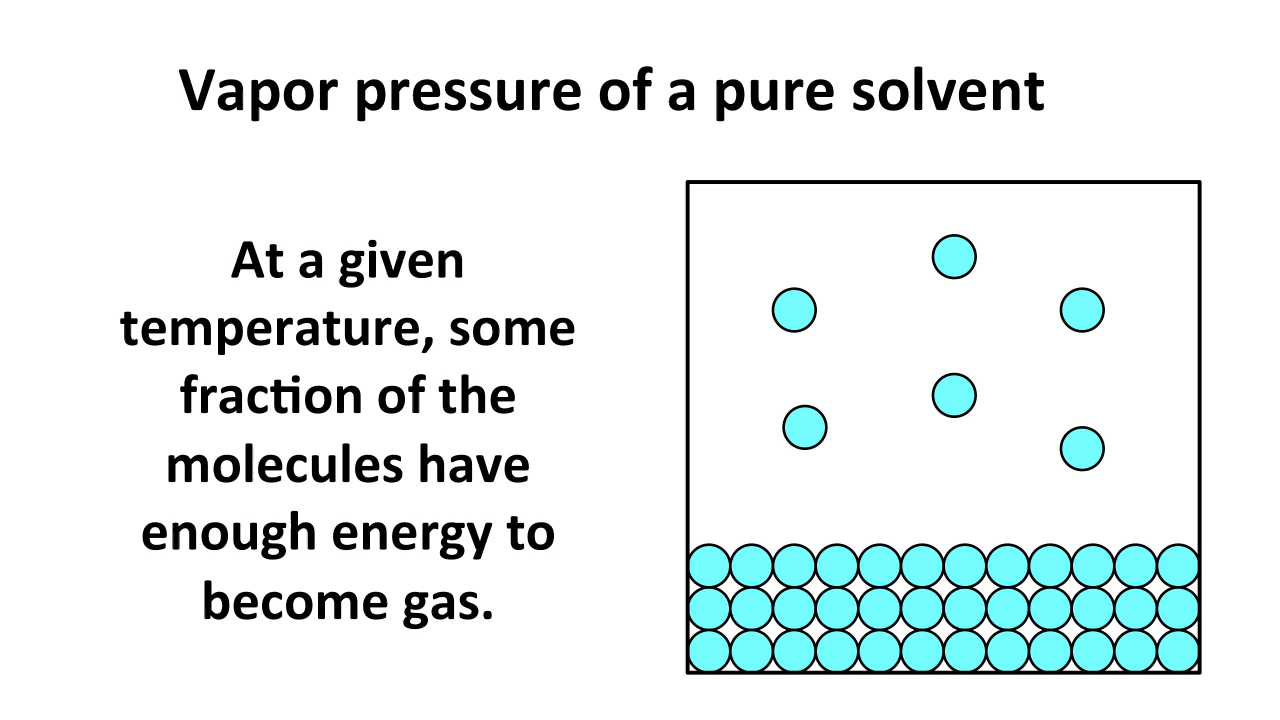 Vapor pressure of a pure solvent
At a given
temperature, some
fraction of the
molecules have
enough energy to
become gas.